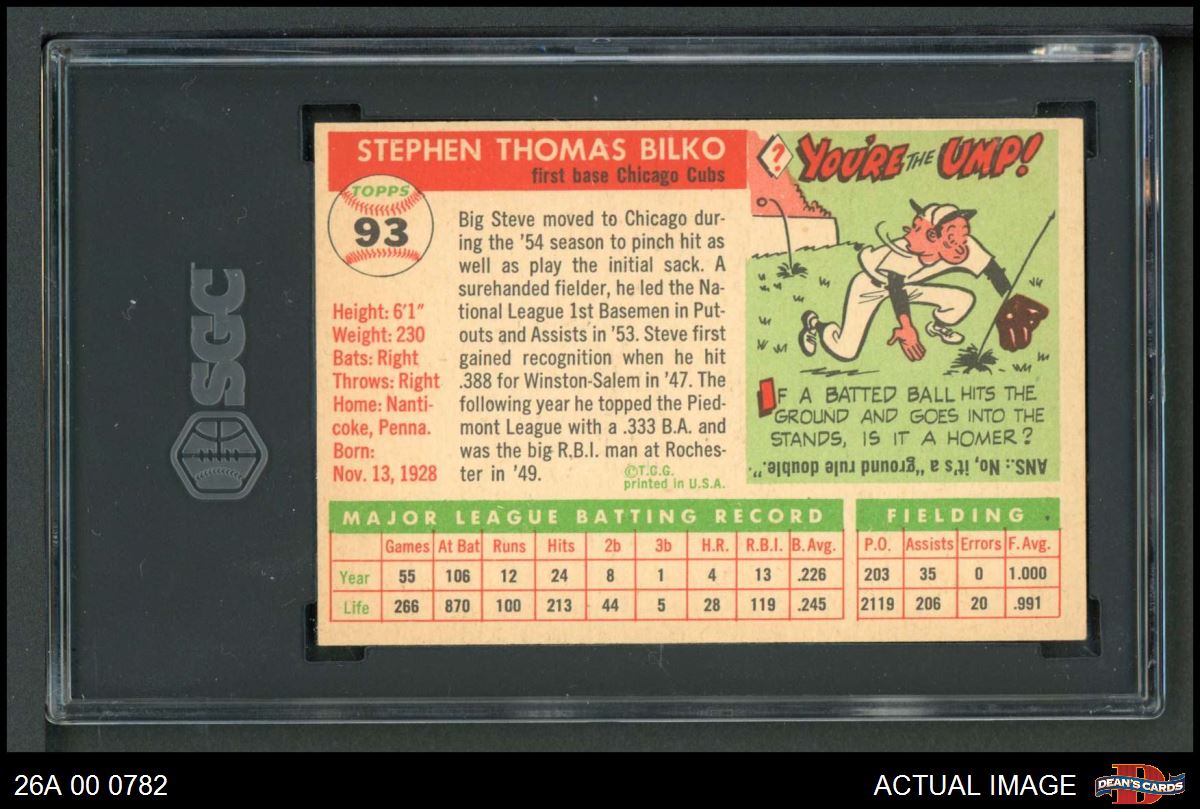 SGC
STEPHEN THOMAS BILKO
first base Chicago Cubs
TOPPS
93
Height: 6'1"
Weight: 230
Bats: Right
Throws: Right
Home: Nanti-
coke, Penna.
Born:
Nov. 13, 1928
Big Steve moved to Chicago dur-
ing the '54 season to pinch hit as
well as play the initial sack. A
surehanded fielder, he led the Na-
tional League 1st Basemen in Put-
outs and Assists in '53. Steve first
gained recognition when he hit
.388 for Winston-Salem in '47. The
following year he topped the Pied-
mont League with a .333 B.A. and
was the big R.B.I. man at Roches-
ter in '49.
©T.C.G.
printed in U.S.A.
? YOU'RE THE UMP!
IF A BATTED BALL HITS THE
GROUND AND GOES INTO THE
STANDS, IS IT A HOMER?
ANS.: No, it's a "ground rule double."
MAJOR LEAGUE BATTING RECORD
Games At Bat Runs Hits 2b 3b H.R. R.B.I. B. Avg.
Year 55 106 12 24 8 1 4 13 .226
Life 266 870 100 213 44 5 28 119 .245
FIELDING
P.O. Assists Errors F. Avg.
203 35 0 1.000
2119 206 20 .991
26A 00 0782
ACTUAL IMAGE
D
DEAN'S CARDS